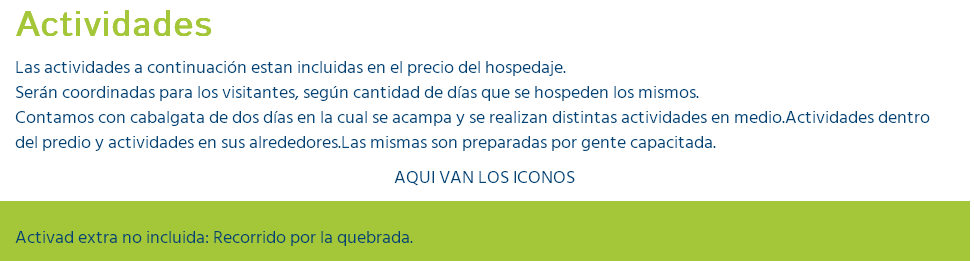 Actividades
Las actividades a continuación estan incluidas en el precio del hospedaje.
Serán coordinadas para los visitantes, según cantidad de días que se hospeden los mismos.
Contamos con cabalgata de dos días en la cual se acampa y se realizan distintas actividades en medio.Actividades dentro
del predio y actividades en sus alrededores.Las mismas son preparadas por gente capacitada.
AQUI VAN LOS ICONOS
Activad extra no incluida: Recorrido por la quebrada.